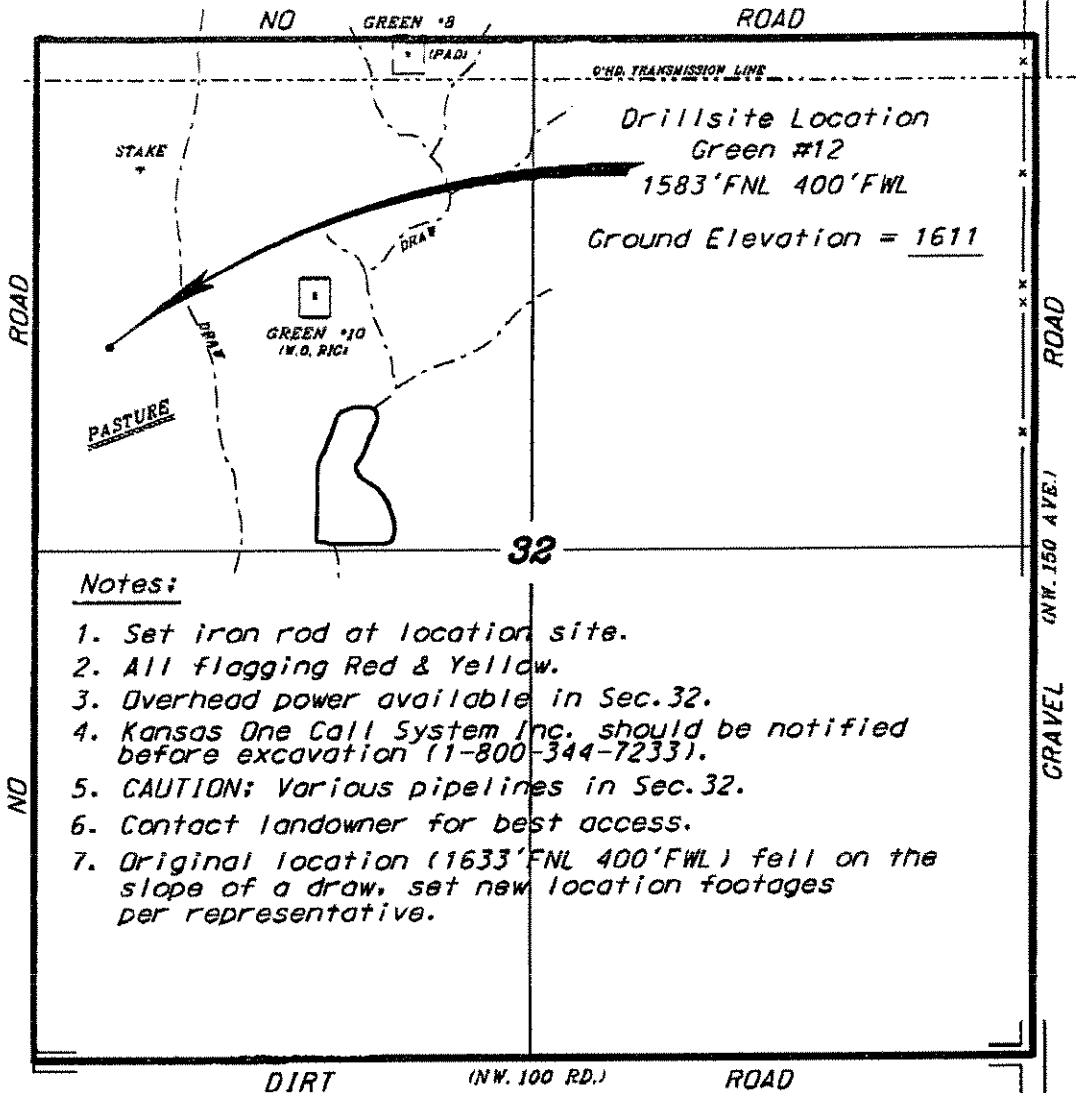 NO GREEN #8 ROAD
(PAD)
O'HD. TRANSMISSION LINE
Drillsite Location
Green #12
1583'FNL 400'FWL
STAKE
Ground Elevation = 1611
DRAW
ROAD
GREEN #10
(W.O. RIG)
DRAW
ROAD
PASTURE
(NW. 150 AVE.)
32
Notes:
1. Set iron rod at location site.
2. All flagging Red & Yellow.
3. Overhead power available in Sec.32.
4. Kansas One Call System Inc. should be notified
before excavation (1-800-344-7233).
5. CAUTION: Various pipelines in Sec.32.
6. Contact landowner for best access.
7. Original location (1633'FNL 400'FWL) fell on the
slope of a draw, set new location footages
per representative.
NO
GRAVEL
DIRT (NW. 100 RD.) ROAD